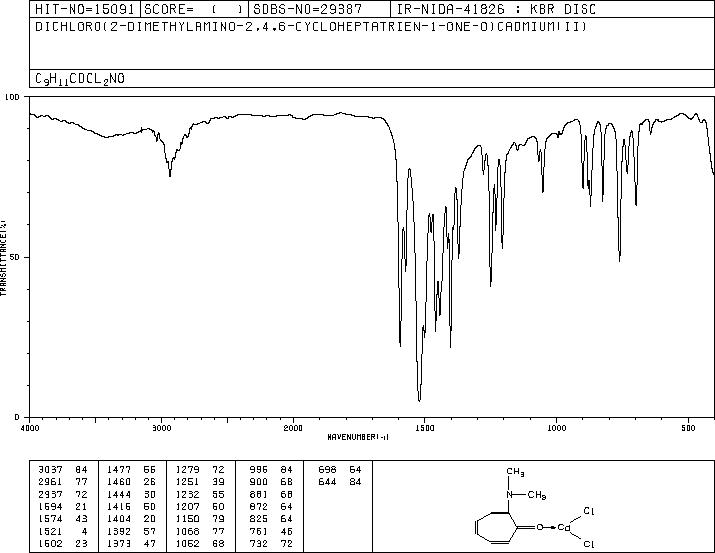 HIT-NO=15091 SCORE= ( ) SDBS-NO=29387 IR-NIDA-41826 : KBR DISC
DICHLORO(2-DIMETHYLAMINO-2,4,6-CYCLOHEPTATRIEN-1-ONE-O)CADMIUM(II)
C9H11CDCL2NO
100
50
0
TRANSMITTANCE(%)
4000 3000 2000 1500 1000 500
WAVENUMBER(-1)
3037 84 1477 66 1279 72 996 84 698 64
2961 77 1460 26 1251 39 900 68 644 84
2937 72 1444 30 1232 55 881 68
1594 21 1416 50 1207 50 872 64
1574 43 1404 20 1150 79 825 64
1521 4 1392 57 1068 77 761 46
1502 23 1373 47 1052 68 732 72
CH3
N—CH3
O Cd
Cl
Cl